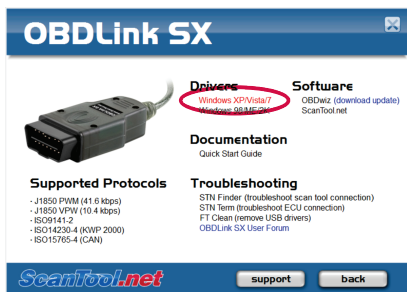 OBDLink SX
Drivers
Windows XP/Vista/7
Windows 98/ME/2K
Software
OBDwiz (download update)
ScanTool.net
Documentation
Quick Start Guide
Supported Protocols
- J1850 PWM (41.6 kbps)
- J1850 VPW (10.4 kbps)
- ISO9141-2
- ISO14230-4 (KWP 2000)
- ISO15765-4 (CAN)
Troubleshooting
STN Finder (troubleshoot scan tool connection)
STN Term (troubleshoot ECU connection)
FT Clean (remove USB drivers)
OBDLink SX User Forum
ScanTool.net
support
back